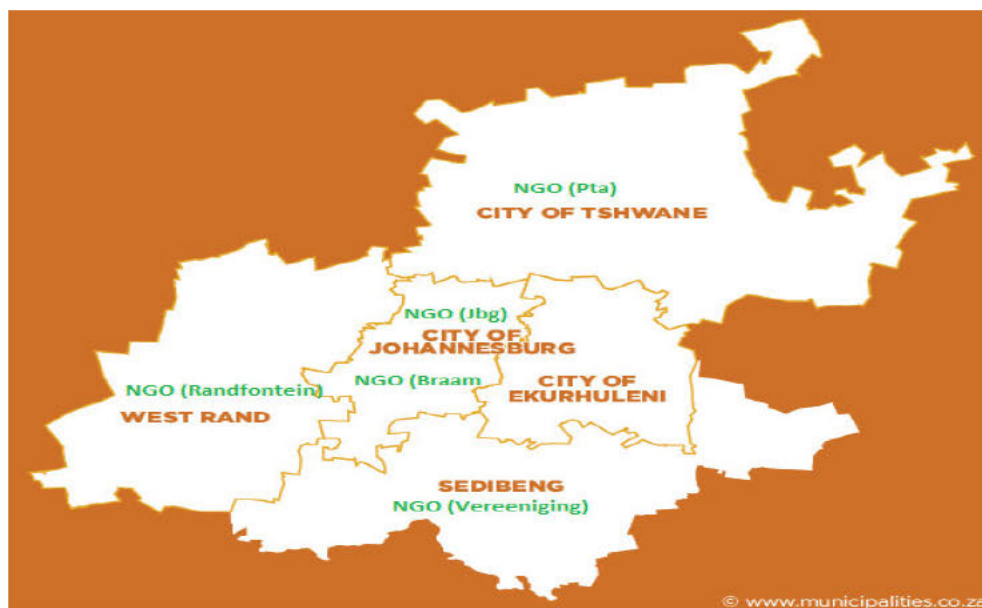 NGO (Pta)
CITY OF TSHWANE
NGO (Jbg)
CITY OF
JOHANNESBURG
NGO (Braam
CITY OF
EKURHULENI
NGO (Randfontein)
WEST RAND
SEDIBENG
NGO (Vereeniging)
© www.municipalities.co.za